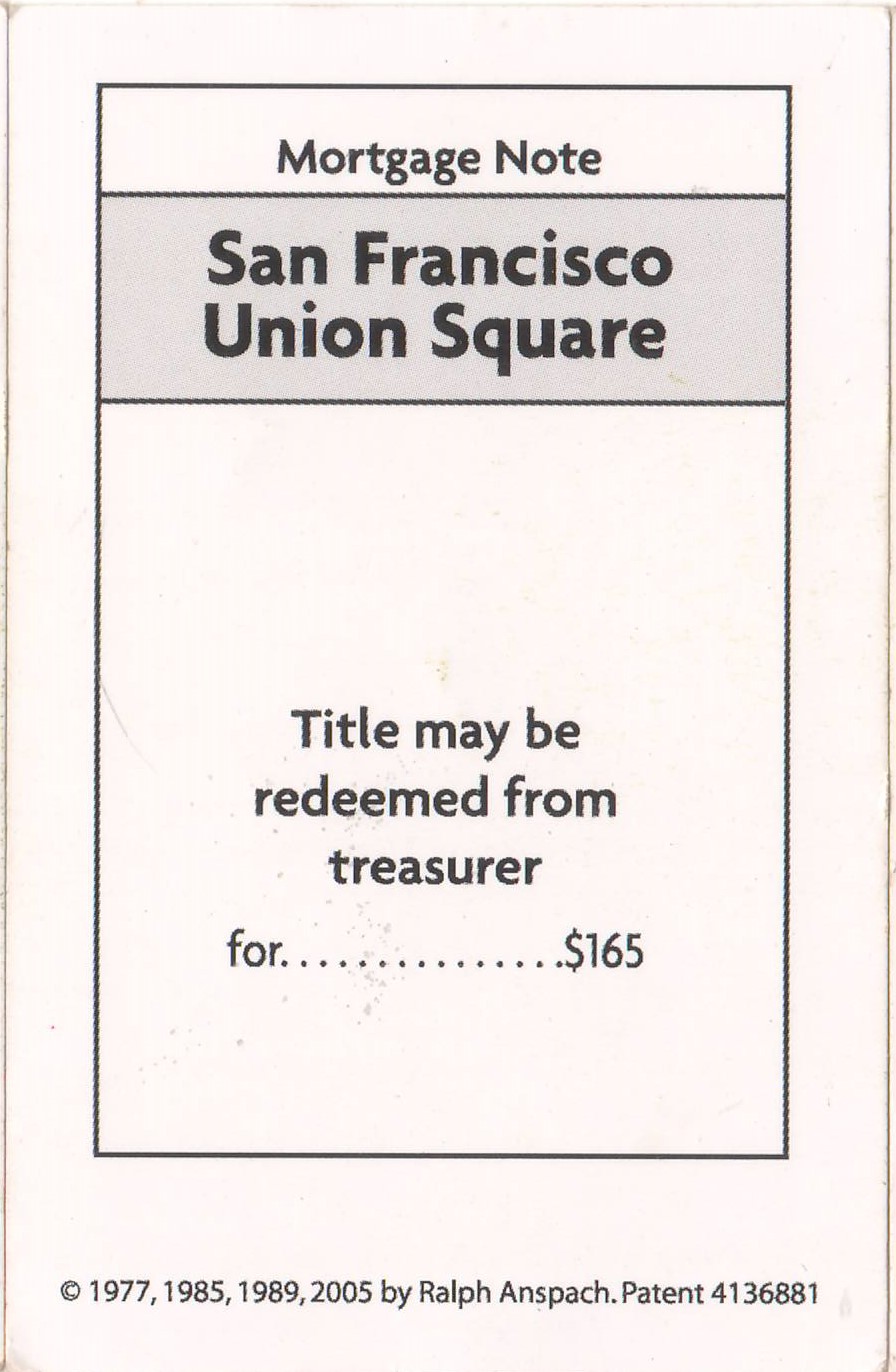 Mortgage Note
San Francisco
Union Square
Title may be
redeemed from
treasurer
for. . . . . . . . . . . . . . . .$165
© 1977, 1985, 1989, 2005 by Ralph Anspach. Patent 4136881